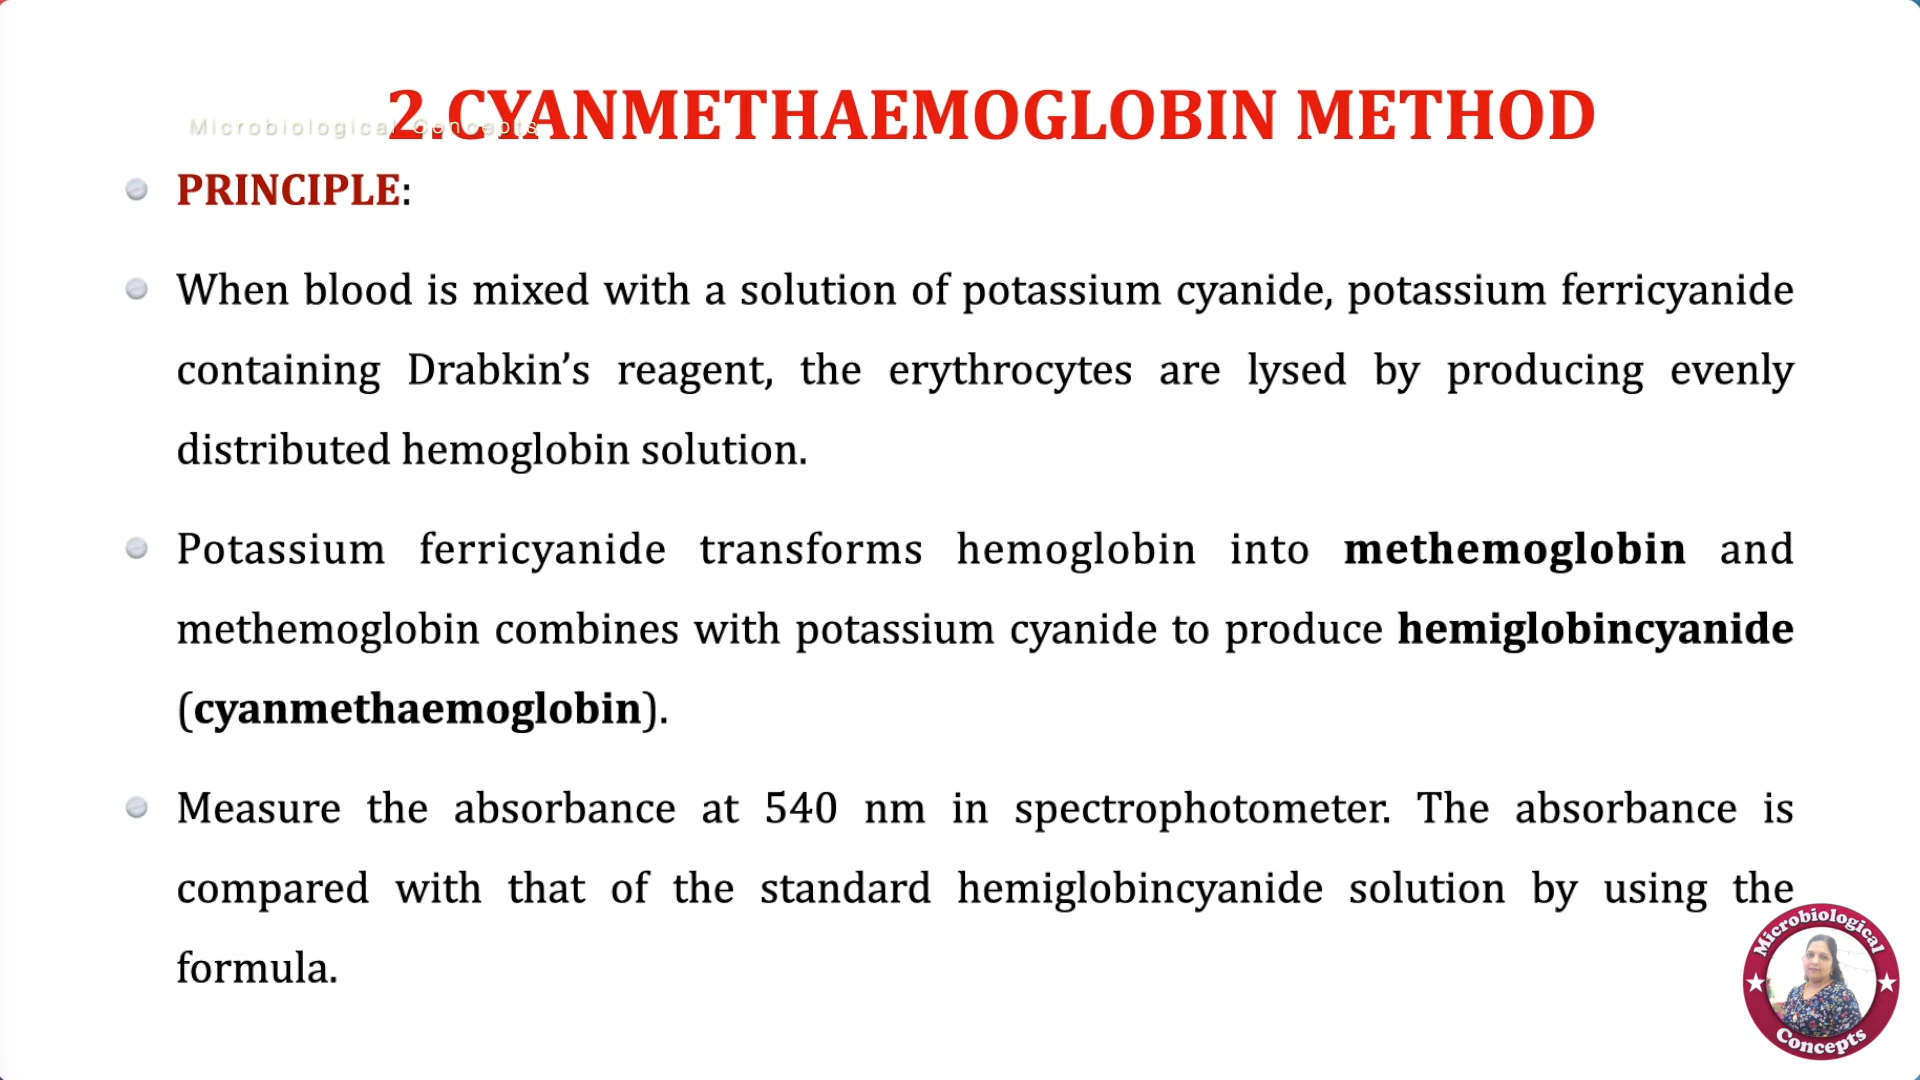 2.CYANMETHAEMOGLOBIN METHOD
Microbiological Concepts
PRINCIPLE:
When blood is mixed with a solution of potassium cyanide, potassium ferricyanide
containing Drabkin’s reagent, the erythrocytes are lysed by producing evenly
distributed hemoglobin solution.
Potassium ferricyanide transforms hemoglobin into methemoglobin and
methemoglobin combines with potassium cyanide to produce hemiglobincyanide
(cyanmethaemoglobin).
Measure the absorbance at 540 nm in spectrophotometer. The absorbance is
compared with that of the standard hemiglobincyanide solution by using the
formula.
Microbiological
Concepts